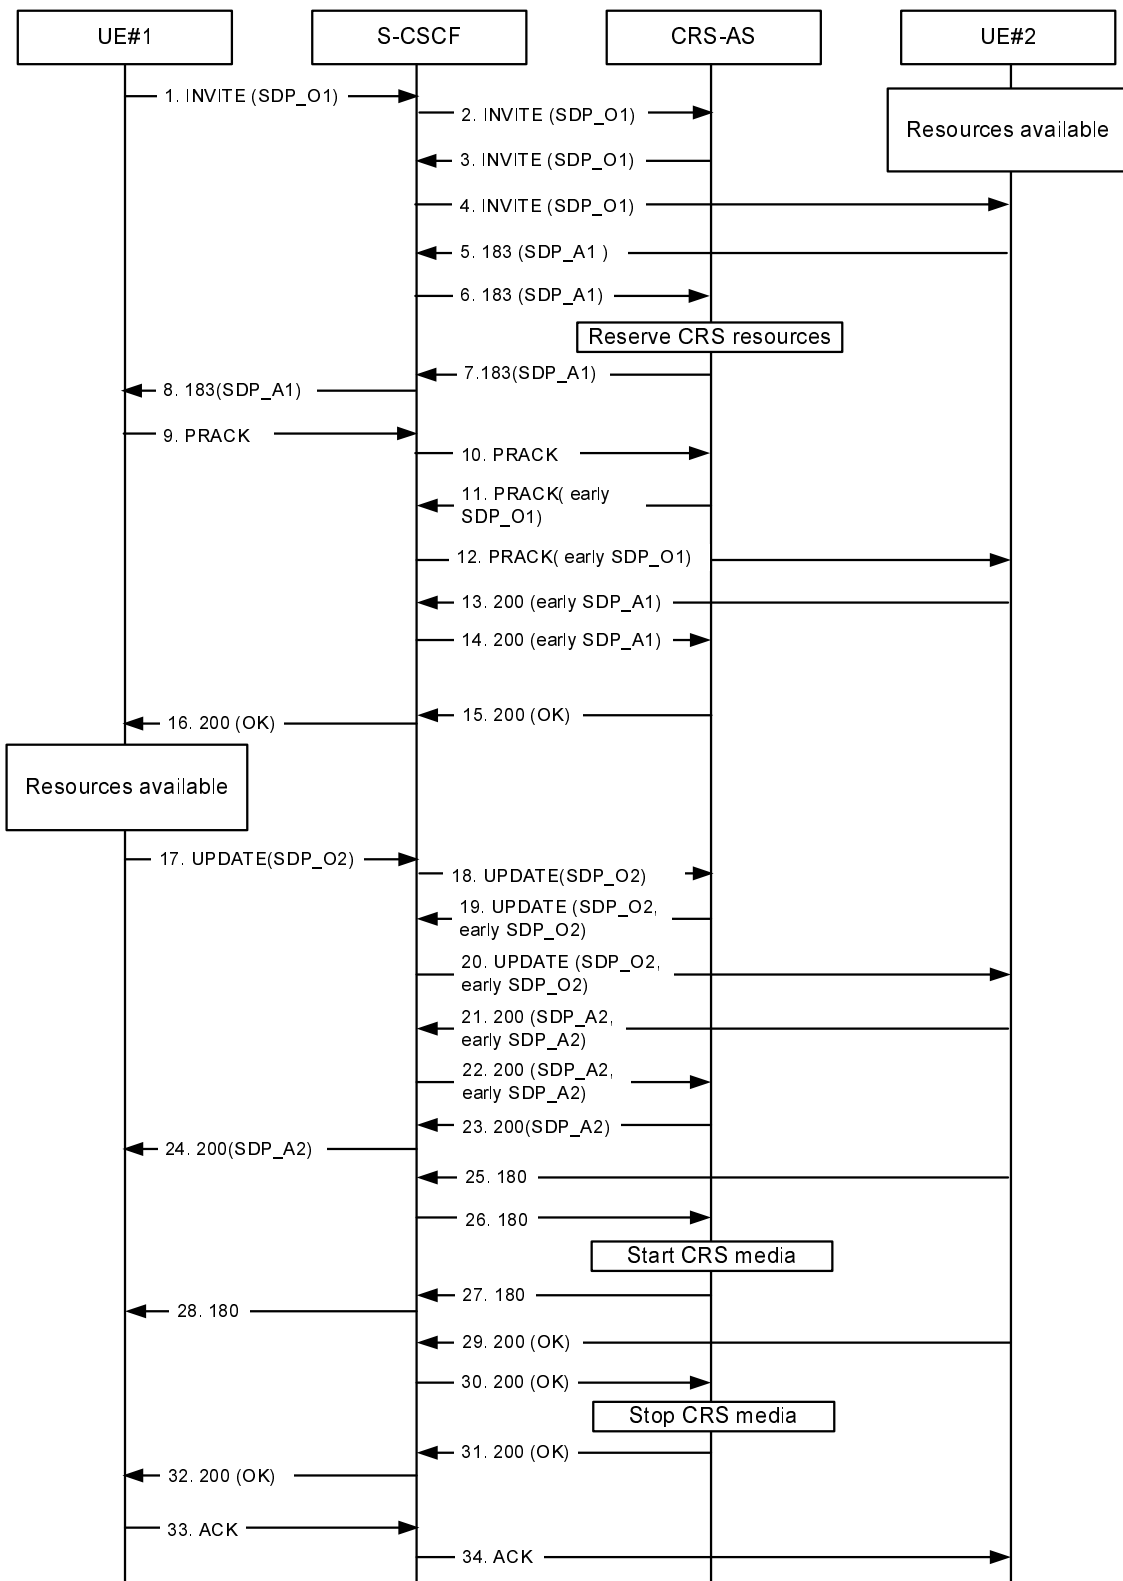 UE#1
S-CSCF
CRS-AS
UE#2
1. INVITE (SDP_O1)
2. INVITE (SDP_O1)
Resources available
3. INVITE (SDP_O1)
4. INVITE (SDP_O1)
5. 183 (SDP_A1 )
6. 183 (SDP_A1)
Reserve CRS resources
7.183(SDP_A1)
8. 183(SDP_A1)
9. PRACK
10. PRACK
11. PRACK( early
SDP_O1)
12. PRACK( early SDP_O1)
13. 200 (early SDP_A1)
14. 200 (early SDP_A1)
15. 200 (OK)
16. 200 (OK)
Resources available
17. UPDATE(SDP_O2)
18. UPDATE(SDP_O2)
19. UPDATE (SDP_O2,
early SDP_O2)
20. UPDATE (SDP_O2,
early SDP_O2)
21. 200 (SDP_A2,
early SDP_A2)
22. 200 (SDP_A2,
early SDP_A2)
23. 200(SDP_A2)
24. 200(SDP_A2)
25. 180
26. 180
Start CRS media
27. 180
28. 180
29. 200 (OK)
30. 200 (OK)
Stop CRS media
31. 200 (OK)
32. 200 (OK)
33. ACK
34. ACK